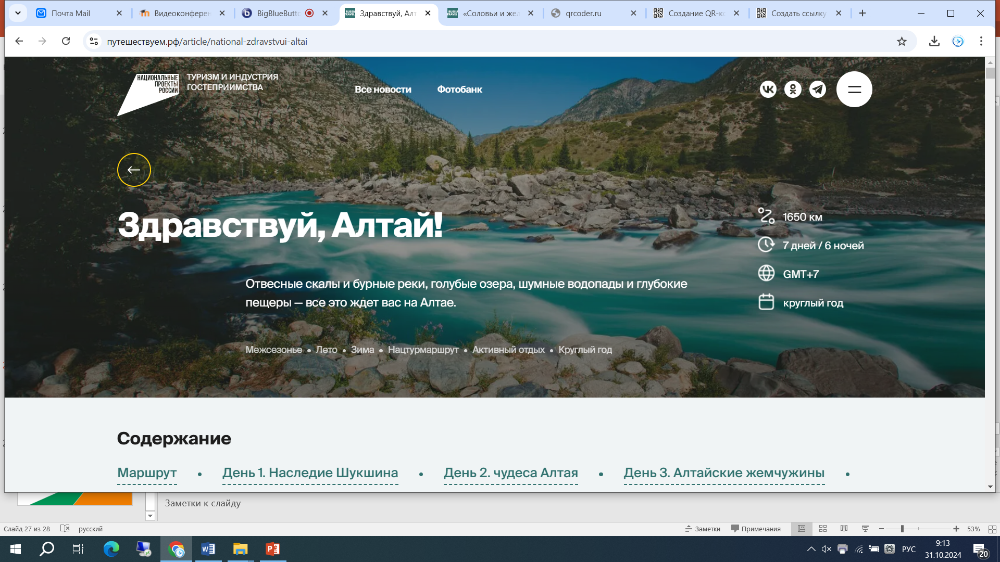 Почта Mail
Видеоконферен
BigBlueButto
Здравствуй, Алт
«Соловьи и жел
qrcoder.ru
Создание QR-ко
Создать ссылку
путешествуем.рф/article/national-zdravstvui-altai
НАЦИОНАЛЬНЫЕ
ПРОЕКТЫ
РОССИИ
ТУРИЗМ И ИНДУСТРИЯ
ГОСТЕПРИИМСТВА
Все новости
Фотобанк
Здравствуй, Алтай!
1650 км
7 дней / 6 ночей
GMT+7
круглый год
Отвесные скалы и бурные реки, голубые озера, шумные водопады и глубокие
пещеры — все это ждет вас на Алтае.
Межсезонье • Лето • Зима • Нацтурмаршрут • Активный отдых • Круглый год
Содержание
Маршрут • День 1. Наследие Шукшина • День 2. чудеса Алтая • День 3. Алтайские жемчужины •
Заметки к слайду
Слайд 27 из 28
русский
Заметки
Примечания
53%
РУС
9:13
31.10.2024
20